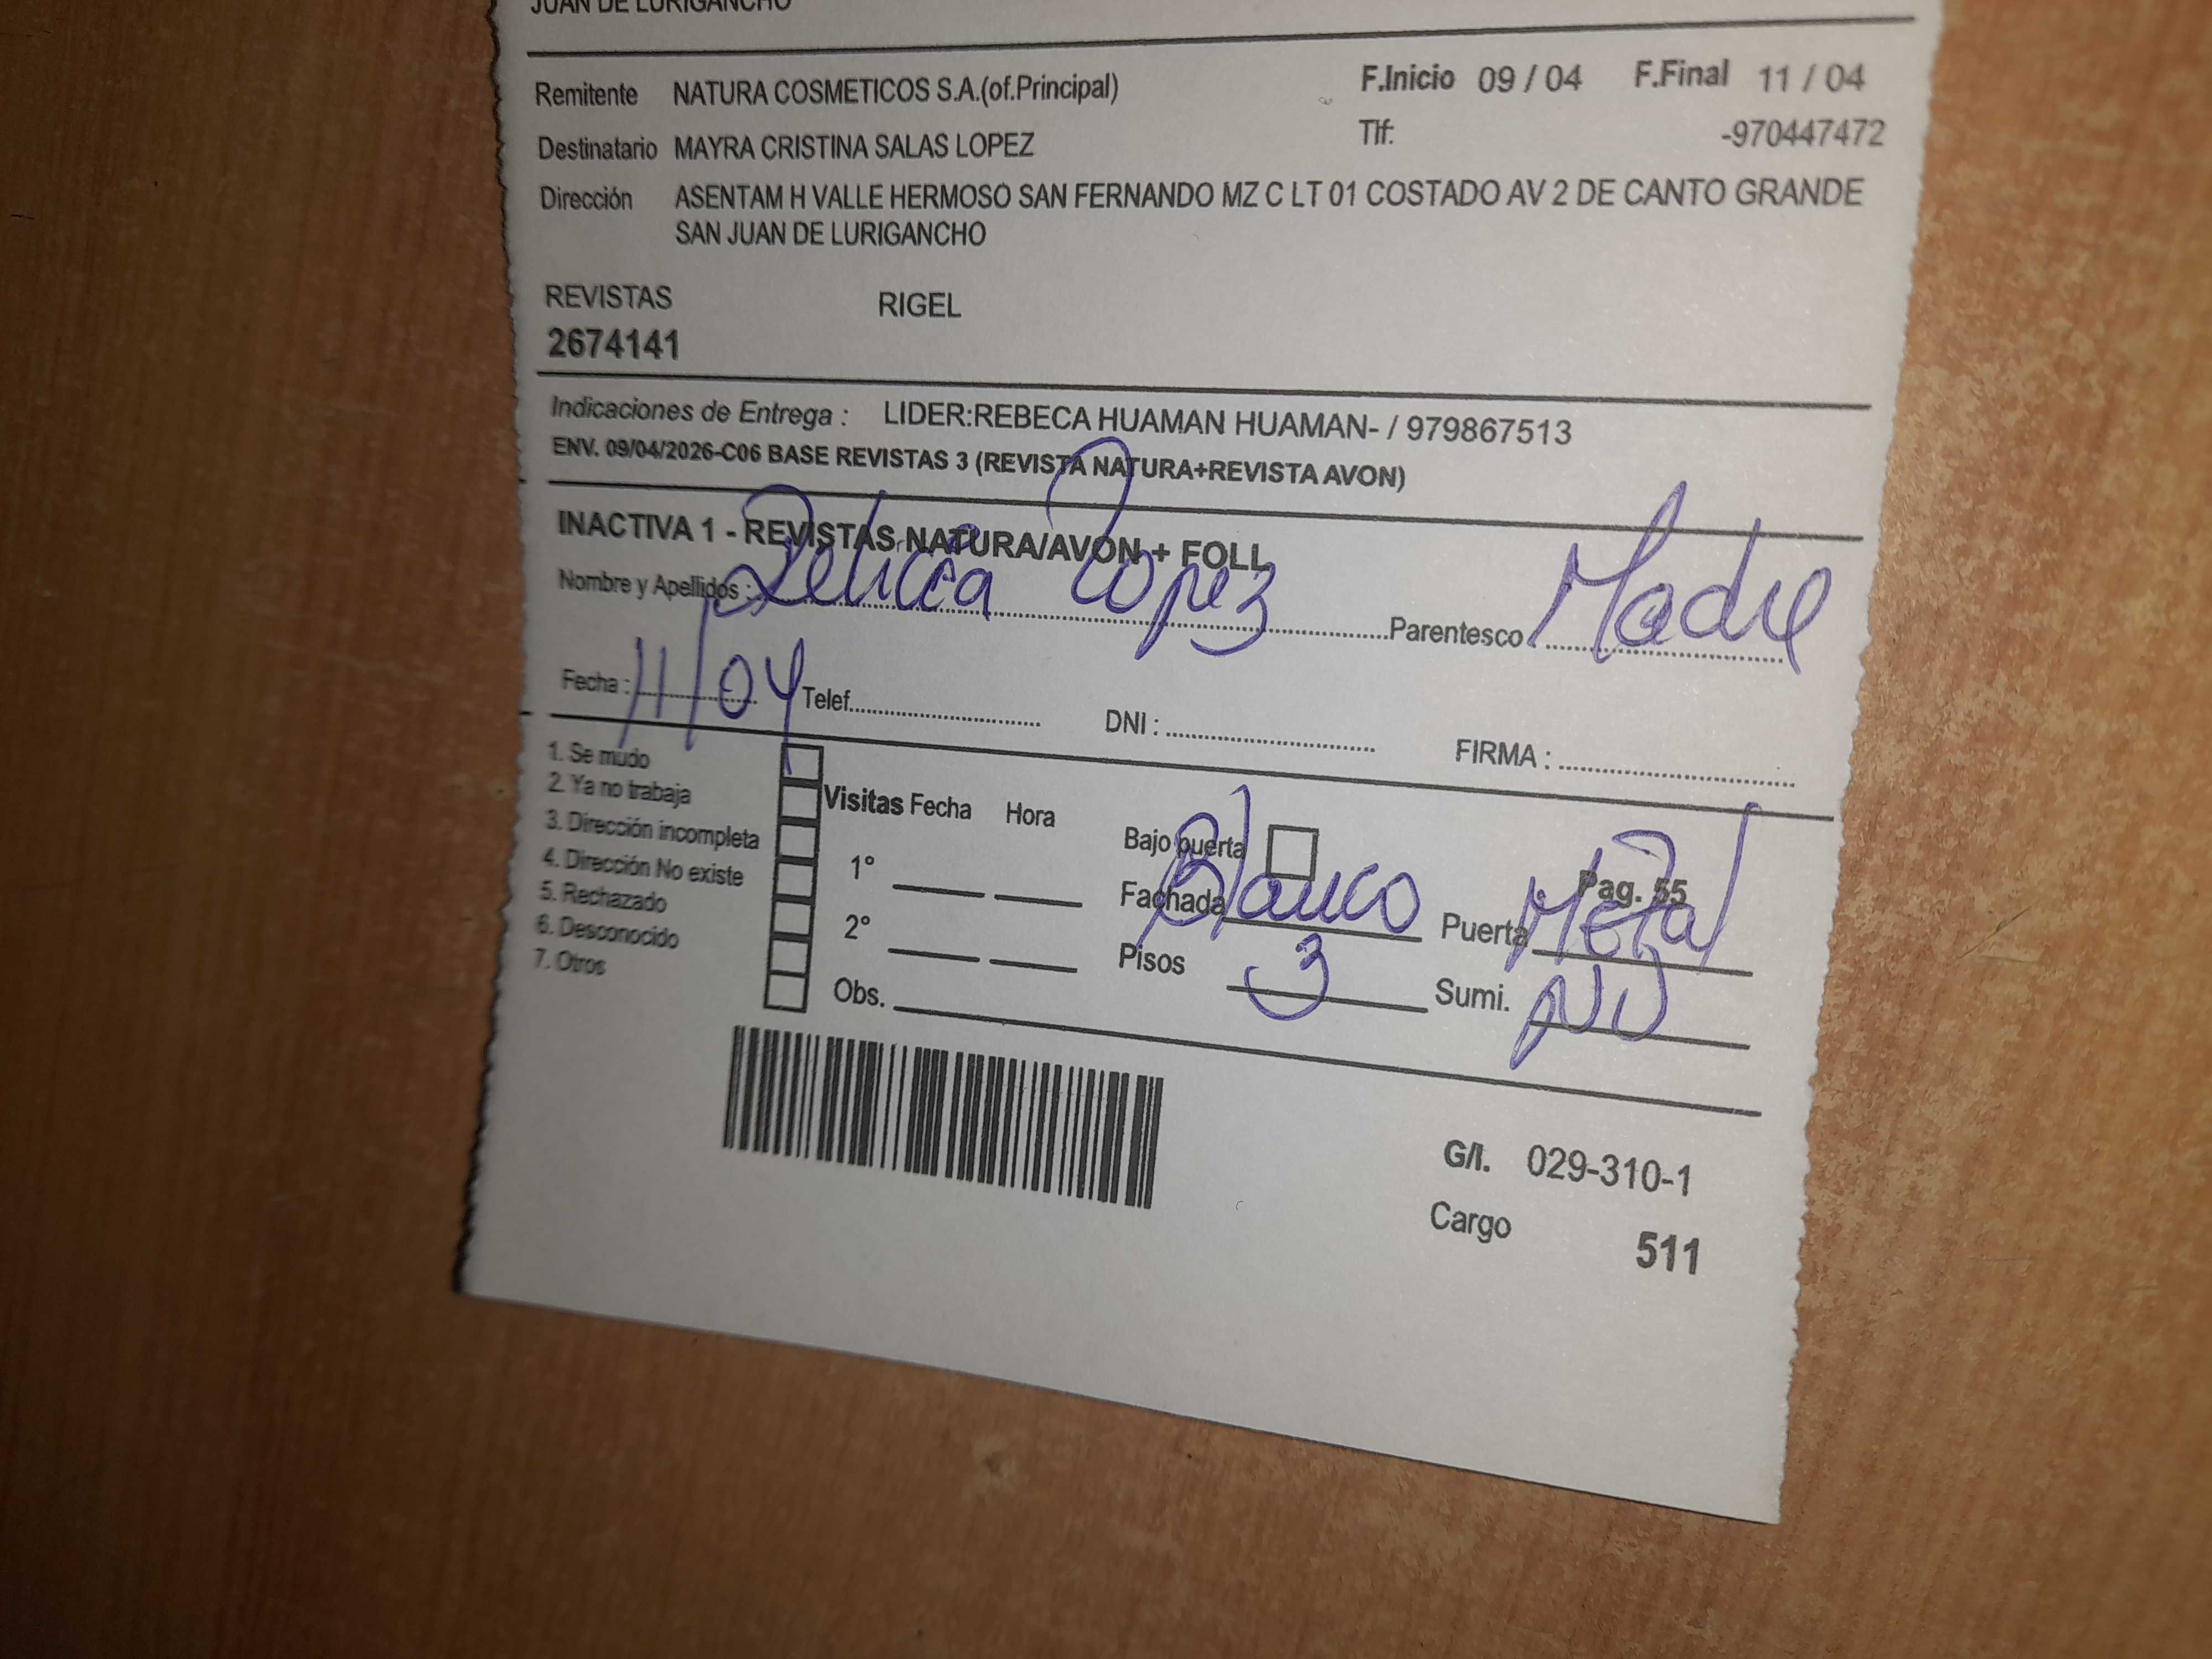 JUAN DE LURIGANCHO
Remitente NATURA COSMETICOS S.A.(of.Principal) F.Inicio 09 / 04 F.Final 11 / 04
Destinatario MAYRA CRISTINA SALAS LOPEZ Tlf: -970447472
Dirección ASENTAM H VALLE HERMOSO SAN FERNANDO MZ C LT 01 COSTADO AV 2 DE CANTO GRANDE
SAN JUAN DE LURIGANCHO
REVISTAS RIGEL
2674141
Indicaciones de Entrega : LIDER:REBECA HUAMAN HUAMAN- / 979867513
ENV. 09/04/2026-C06 BASE REVISTAS 3 (REVISTA NATURA+REVISTA AVON)
INACTIVA 1 - REVISTAS NATURA/AVON + FOLL
Nombre y Apellidos : Lopez Parentesco Madre
Fecha : 11/04 Telef. DNI : FIRMA :
1. Se mudo
2. Ya no trabaja Visitas Fecha Hora
3. Dirección incompleta Bajo puerta
4. Dirección No existe 1° Pag. 55
5. Rechazado Fachada Blanco Puerta Metal
6. Desconocido 2° Pisos 3 Sumi.
7. Otros Obs.
G/I. 029-310-1
Cargo 511